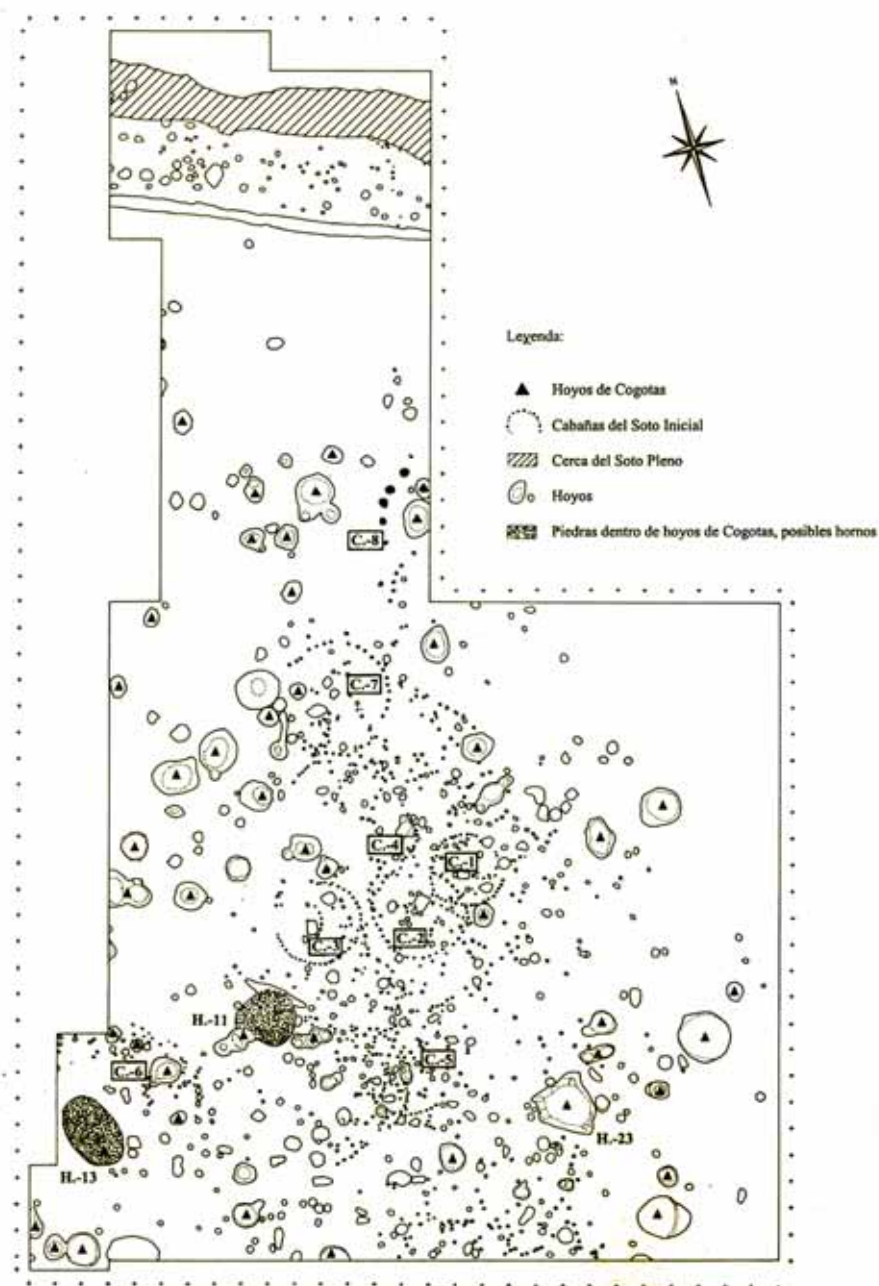 N
Leyenda:
Hoyos de Cogotas
Cabañas del Soto Inicial
Cerca del Soto Pleno
Hoyos
Piedras dentro de hoyos de Cogotas, posibles hornos
C.-8
C.-7
C.-4
C.-1
C.-2
C.-3
H.-11
C.-5
C.-6
H.-23
H.-13